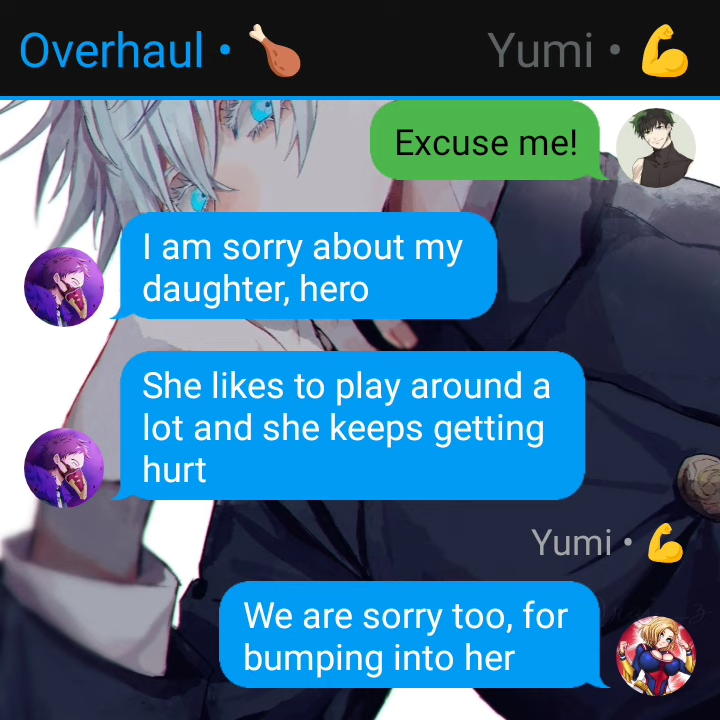 Overhaul • 🍗 Yumi • 💪
Excuse me!
I am sorry about my
daughter, hero
She likes to play around a
lot and she keeps getting
hurt
Yumi • 💪
We are sorry too, for
bumping into her